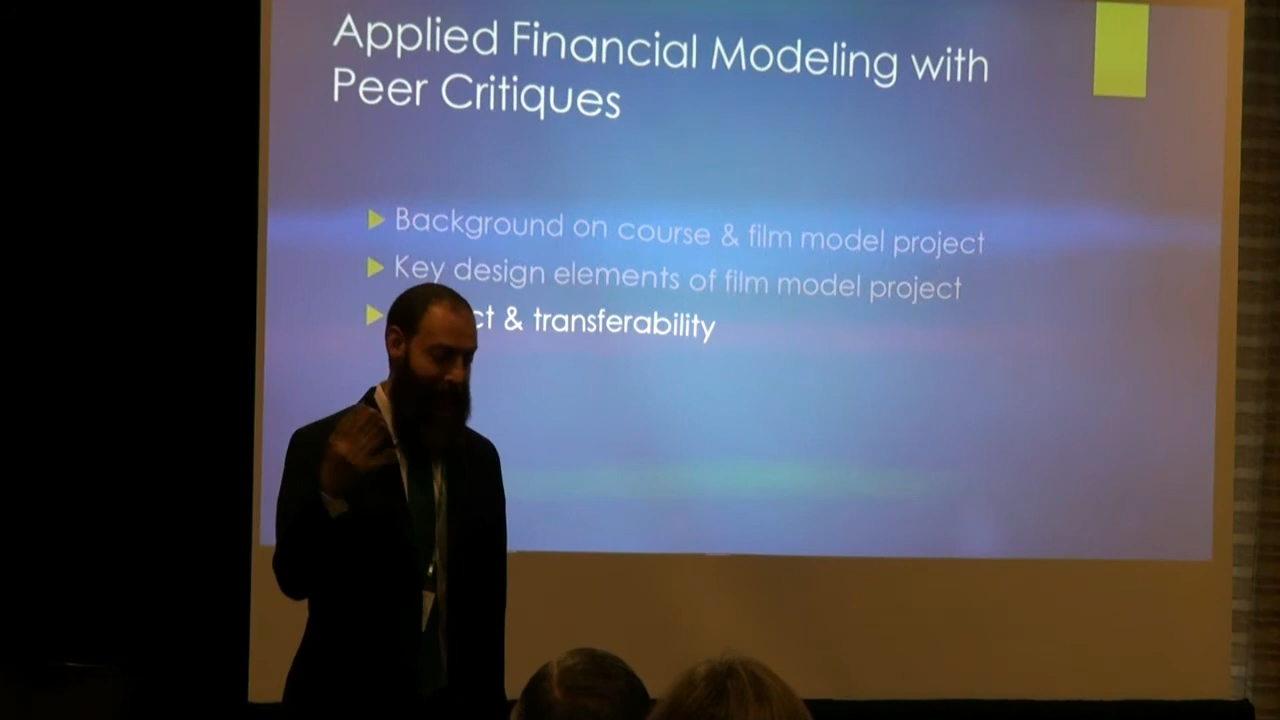 Applied Financial Modeling with
Peer Critiques
Background on course & film model project
Key design elements of film model project
& transferability